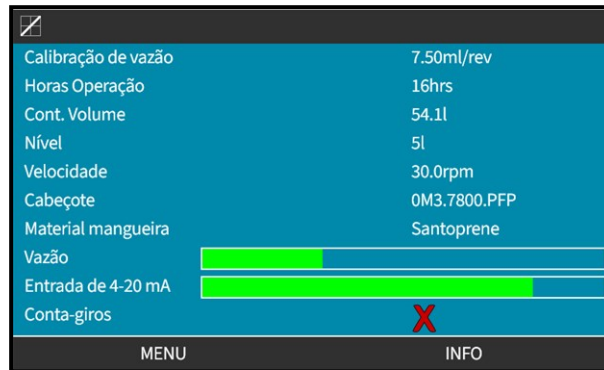 Calibração de vazão 7.50ml/rev
Horas Operação 16hrs
Cont. Volume 54.1l
Nível 5l
Velocidade 30.0rpm
Cabeçote 0M3.7800.PFP
Material mangueira Santoprene
Vazão
Entrada de 4-20 mA
Conta-giros X
MENU INFO